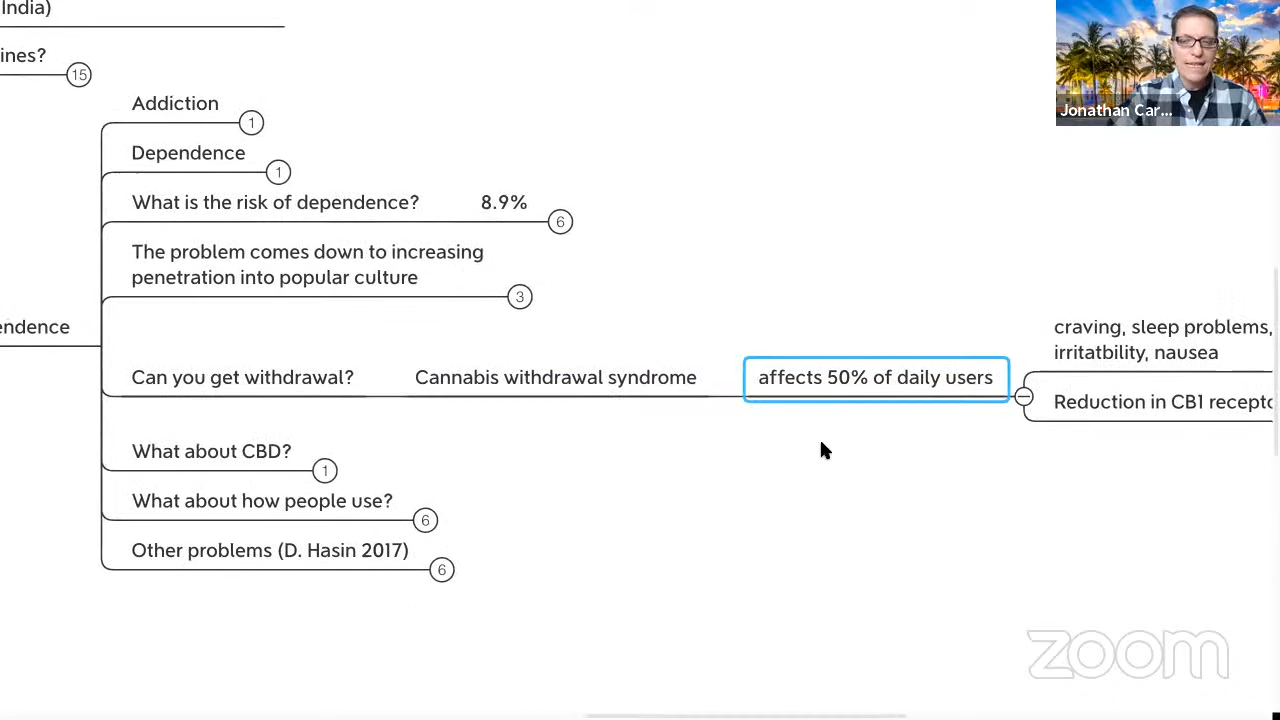 India)
ines?
15
Jonathan Car...
Addiction
1
Dependence
1
What is the risk of dependence? 8.9%
6
The problem comes down to increasing
penetration into popular culture
3
endence
craving, sleep problems,
irritatbility, nausea
Can you get withdrawal? Cannabis withdrawal syndrome affects 50% of daily users
Reduction in CB1 recepto
What about CBD?
1
What about how people use?
6
Other problems (D. Hasin 2017)
6
zoom